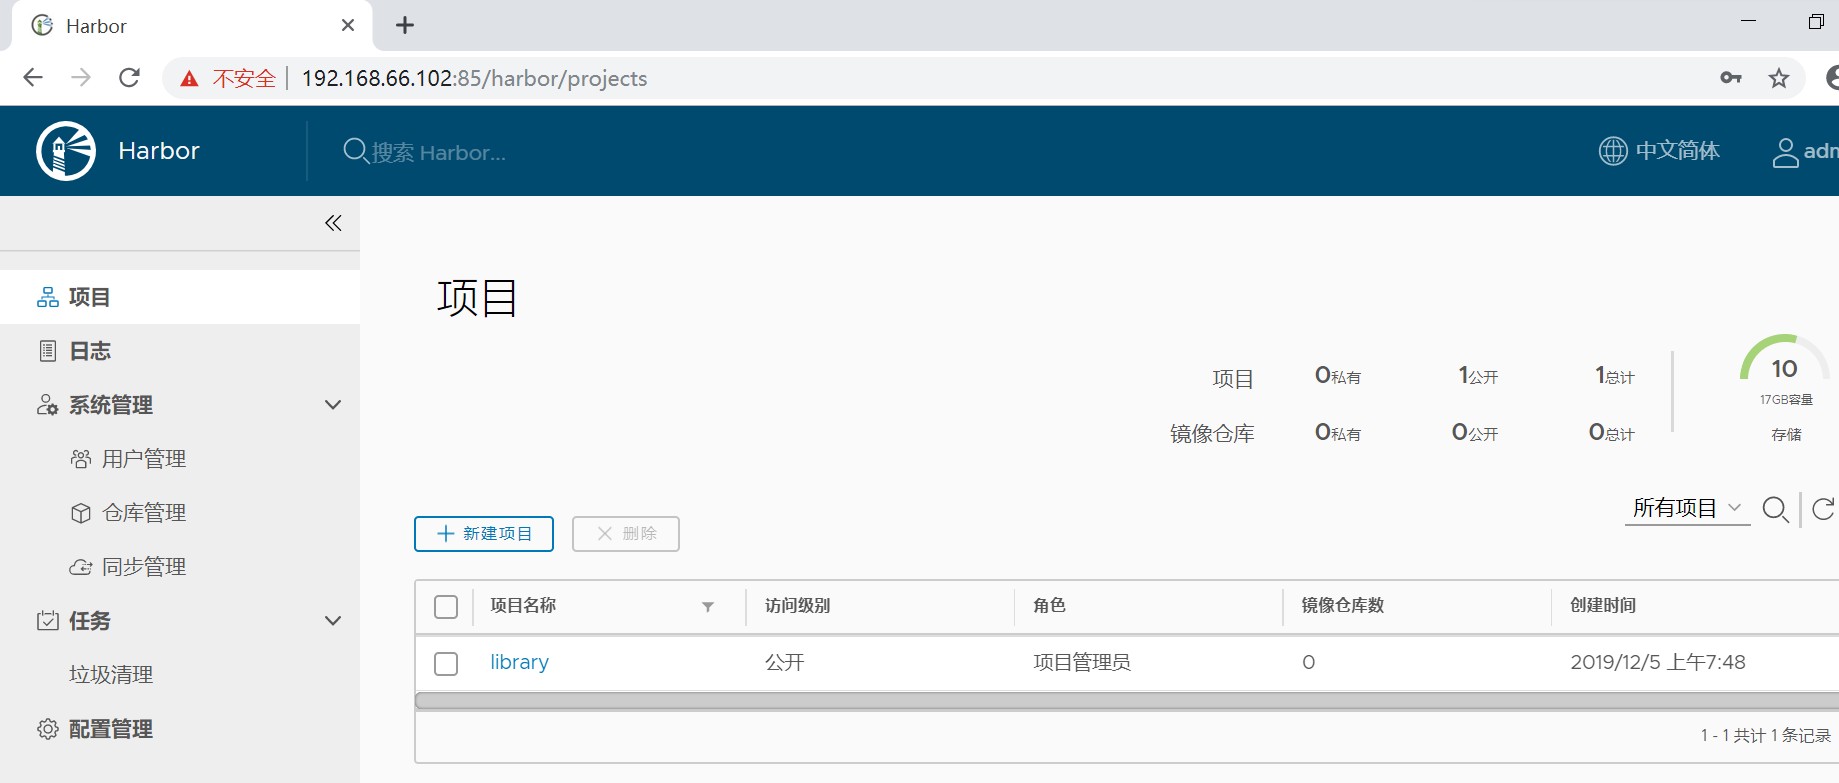 Harbor
不安全 192.168.66.102:85/harbor/projects
Harbor 搜索 Harbor... 中文简体 adm
项目
日志
系统管理
用户管理
仓库管理
同步管理
任务
垃圾清理
配置管理
项目
项目 0私有 1公开 1总计
镜像仓库 0私有 0公开 0总计
10
17GB容量
存储
所有项目
新建项目 删除
项目名称 访问级别 角色 镜像仓库数 创建时间
library 公开 项目管理员 0 2019/12/5 上午7:48
1 - 1 共计 1 条记录